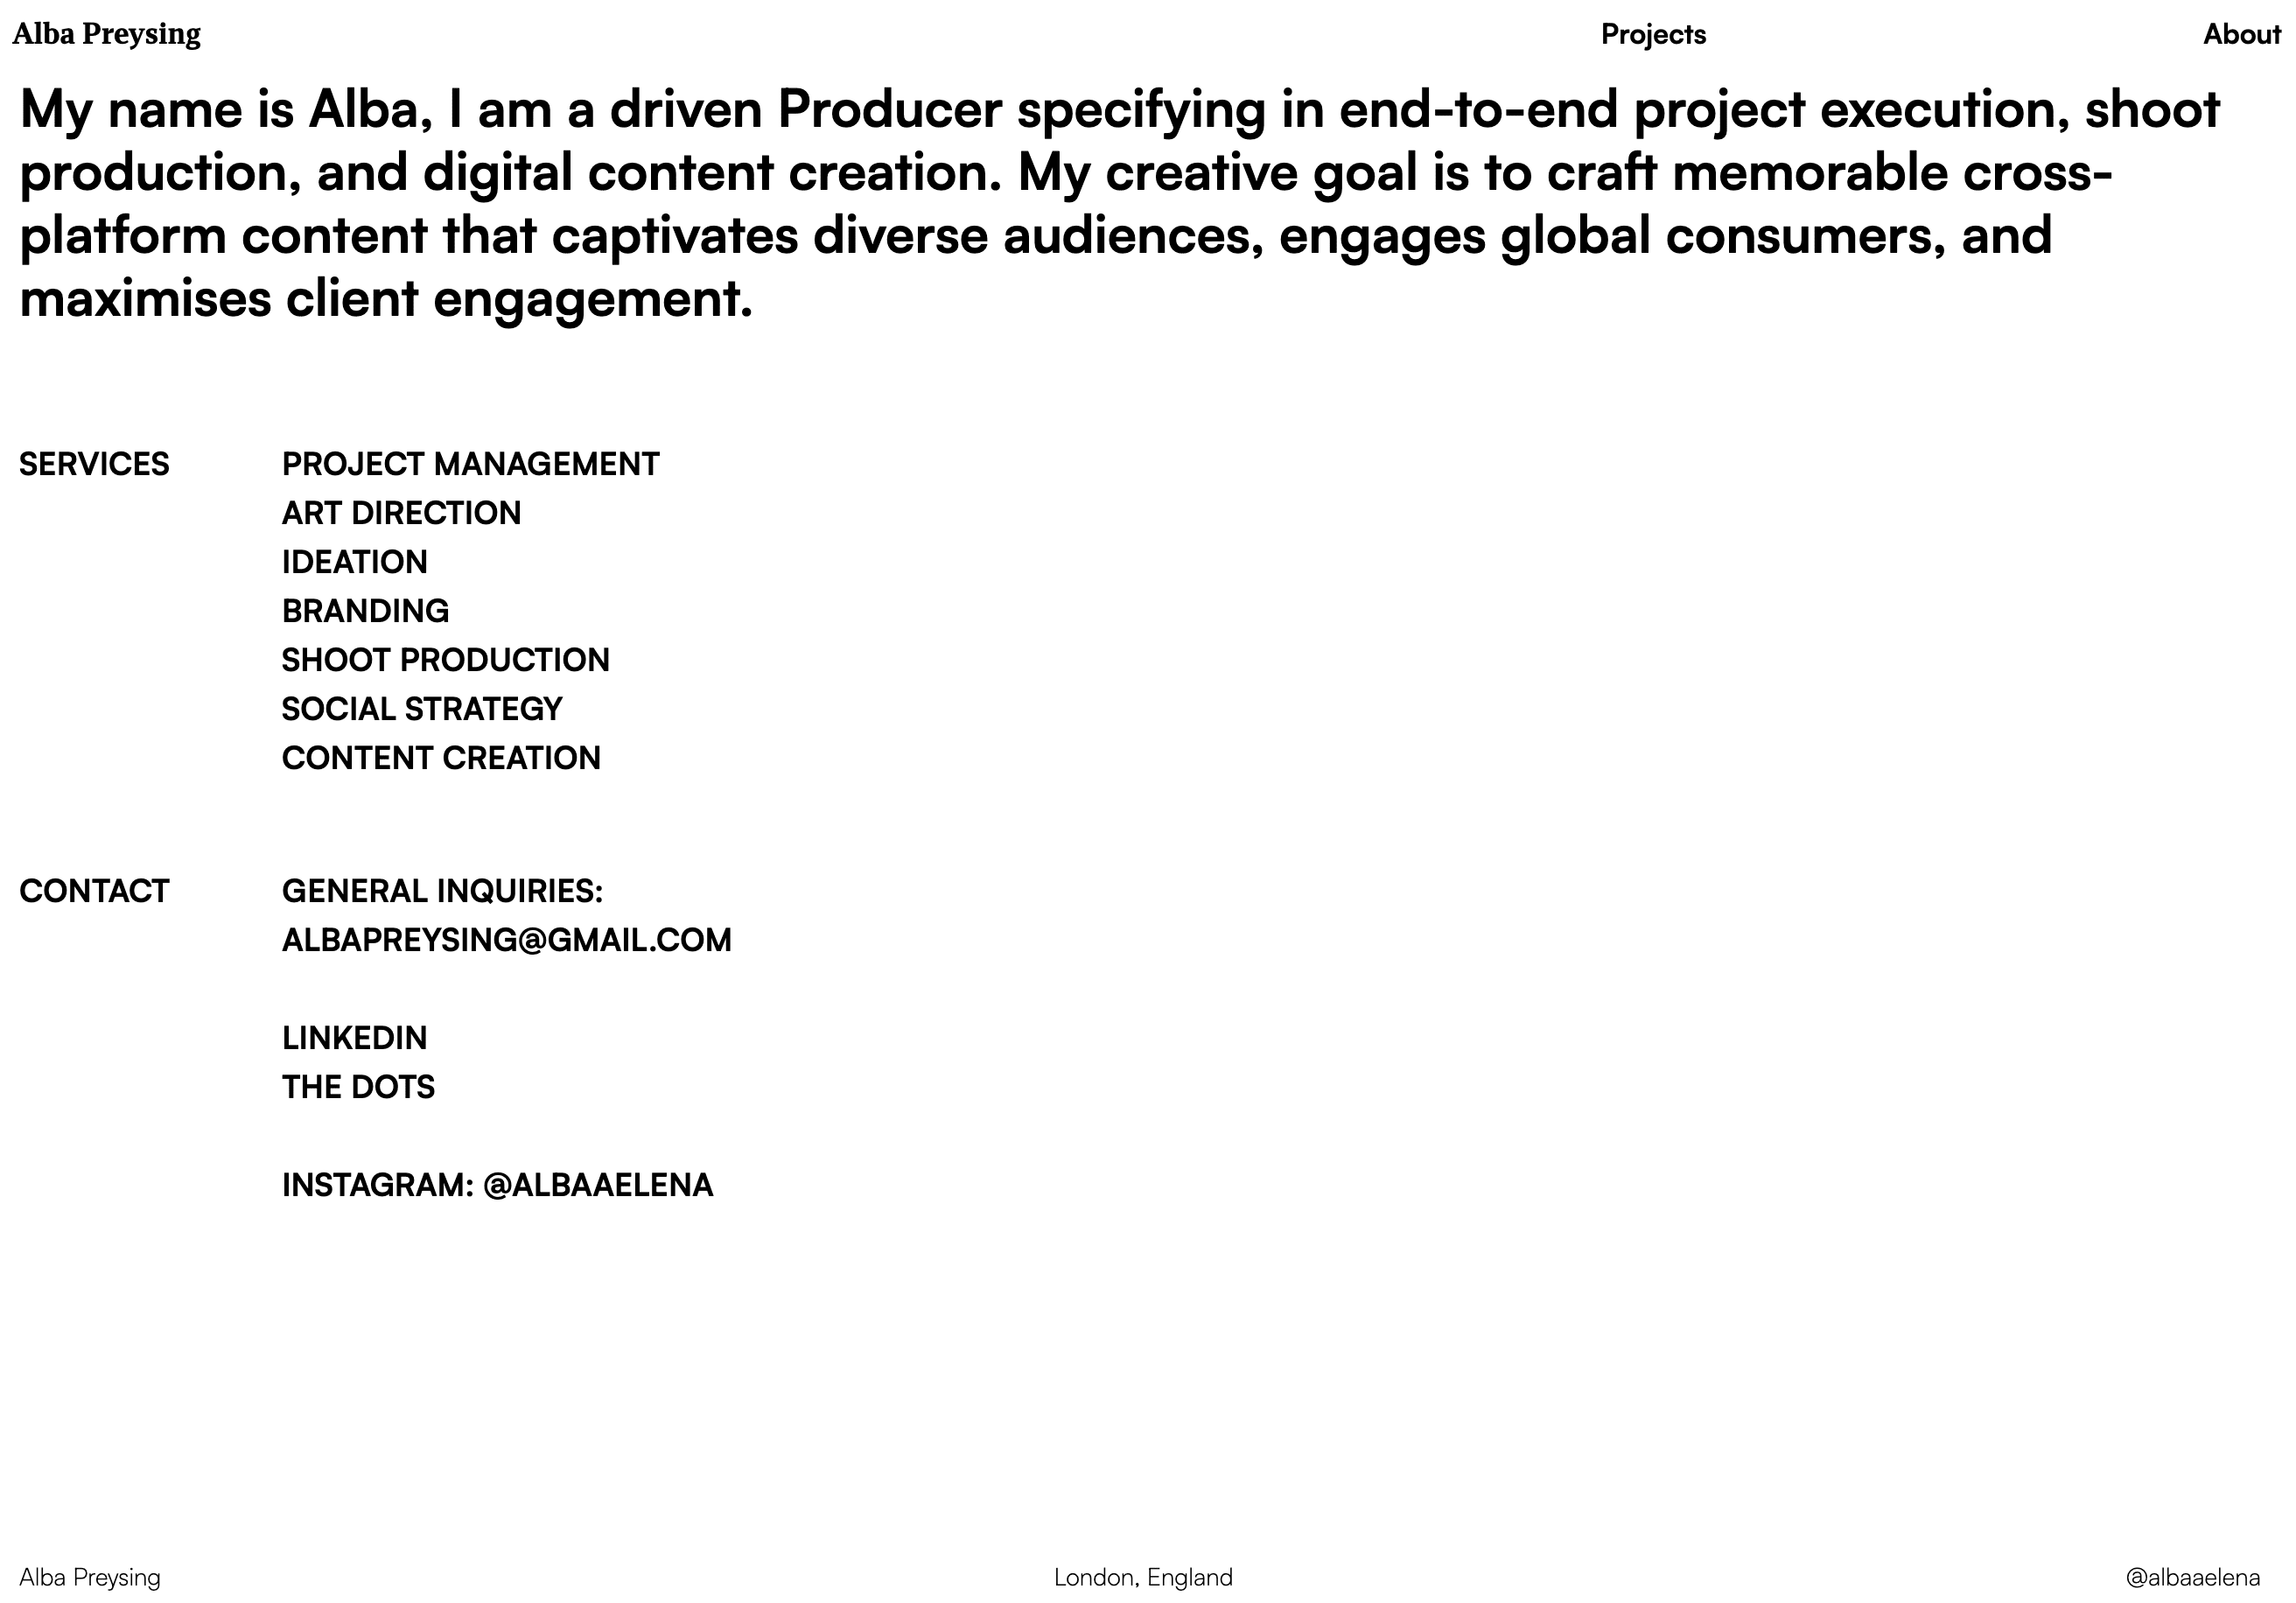 Alba Preysing
Projects
About
My name is Alba, I am a driven Producer specifying in end-to-end project execution, shoot
production, and digital content creation. My creative goal is to craft memorable cross-
platform content that captivates diverse audiences, engages global consumers, and
maximises client engagement.
SERVICES
PROJECT MANAGEMENT
ART DIRECTION
IDEATION
BRANDING
SHOOT PRODUCTION
SOCIAL STRATEGY
CONTENT CREATION
CONTACT
GENERAL INQUIRIES:
ALBAPREYSING@GMAIL.COM
LINKEDIN
THE DOTS
INSTAGRAM: @ALBAAELENA
Alba Preysing
London, England
@albaaelena